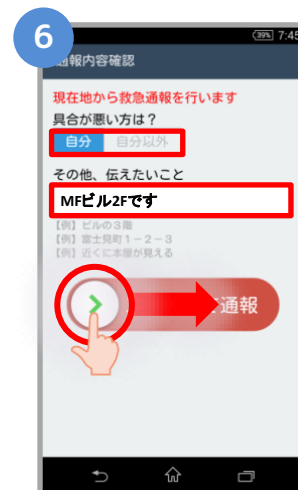 6
39% 7:45
通報内容確認
現在地から救急通報を行います
具合が悪い方は？
自分 自分以外
その他、伝えたいこと
MFビル2Fです
【例】ビルの３階
【例】富士見町１－２－３
【例】近くに本屋が見える
通報